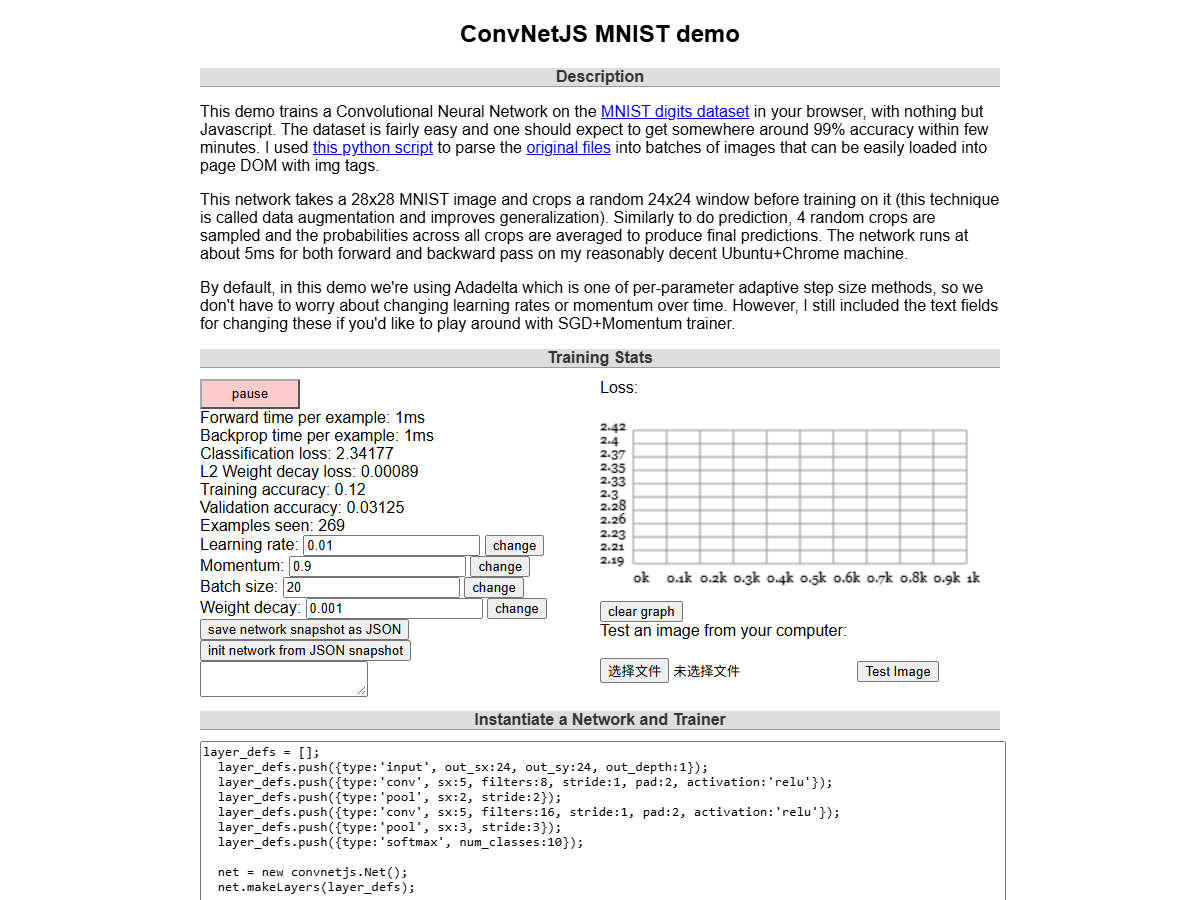 ConvNetJS MNIST demo
Description
This demo trains a Convolutional Neural Network on the MNIST digits dataset in your browser, with nothing but
Javascript. The dataset is fairly easy and one should expect to get somewhere around 99% accuracy within few
minutes. I used this python script to parse the original files into batches of images that can be easily loaded into
page DOM with img tags.
This network takes a 28x28 MNIST image and crops a random 24x24 window before training on it (this technique
is called data augmentation and improves generalization). Similarly to do prediction, 4 random crops are
sampled and the probabilities across all crops are averaged to produce final predictions. The network runs at
about 5ms for both forward and backward pass on my reasonably decent Ubuntu+Chrome machine.
By default, in this demo we're using Adadelta which is one of per-parameter adaptive step size methods, so we
don't have to worry about changing learning rates or momentum over time. However, I still included the text fields
for changing these if you'd like to play around with SGD+Momentum trainer.
Training Stats
pause
Forward time per example: 1ms
Backprop time per example: 1ms
Classification loss: 2.34177
L2 Weight decay loss: 0.00089
Training accuracy: 0.12
Validation accuracy: 0.03125
Examples seen: 269
Learning rate: 0.01 change
Momentum: 0.9 change
Batch size: 20 change
Weight decay: 0.001 change
save network snapshot as JSON
init network from JSON snapshot
Loss:
2.42
2.4
2.37
2.35
2.33
2.3
2.28
2.26
2.23
2.21
2.19
0k 0.1k 0.2k 0.3k 0.4k 0.5k 0.6k 0.7k 0.8k 0.9k 1k
clear graph
Test an image from your computer:
选择文件 未选择文件 Test Image
Instantiate a Network and Trainer
layer_defs = [];
layer_defs.push({type:'input', out_sx:24, out_sy:24, out_depth:1});
layer_defs.push({type:'conv', sx:5, filters:8, stride:1, pad:2, activation:'relu'});
layer_defs.push({type:'pool', sx:2, stride:2});
layer_defs.push({type:'conv', sx:5, filters:16, stride:1, pad:2, activation:'relu'});
layer_defs.push({type:'pool', sx:3, stride:3});
layer_defs.push({type:'softmax', num_classes:10});
net = new convnetjs.Net();
net.makeLayers(layer_defs);